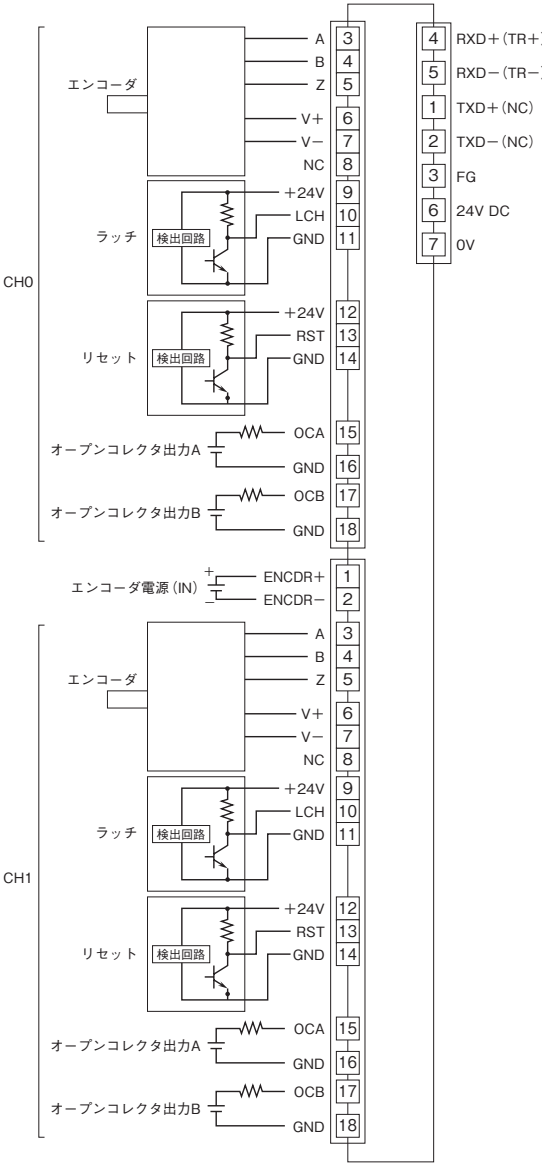 A 3
B 4
エンコーダ
Z 5
V+ 6
V− 7
NC 8
+24V 9
ラッチ 検出回路 LCH 10
GND 11
CH0
+24V 12
RST 13
リセット 検出回路 GND 14
OCA 15
オープンコレクタ出力A
GND 16
OCB 17
オープンコレクタ出力B
GND 18
エンコーダ電源(IN) + ENCDR+ 1
− ENCDR− 2
A 3
B 4
エンコーダ
Z 5
V+ 6
V− 7
NC 8
+24V 9
ラッチ 検出回路 LCH 10
GND 11
CH1
+24V 12
RST 13
リセット 検出回路 GND 14
OCA 15
オープンコレクタ出力A
GND 16
OCB 17
オープンコレクタ出力B
GND 18
4 RXD+(TR+)
5 RXD−(TR−)
1 TXD+(NC)
2 TXD−(NC)
3 FG
6 24V DC
7 0V